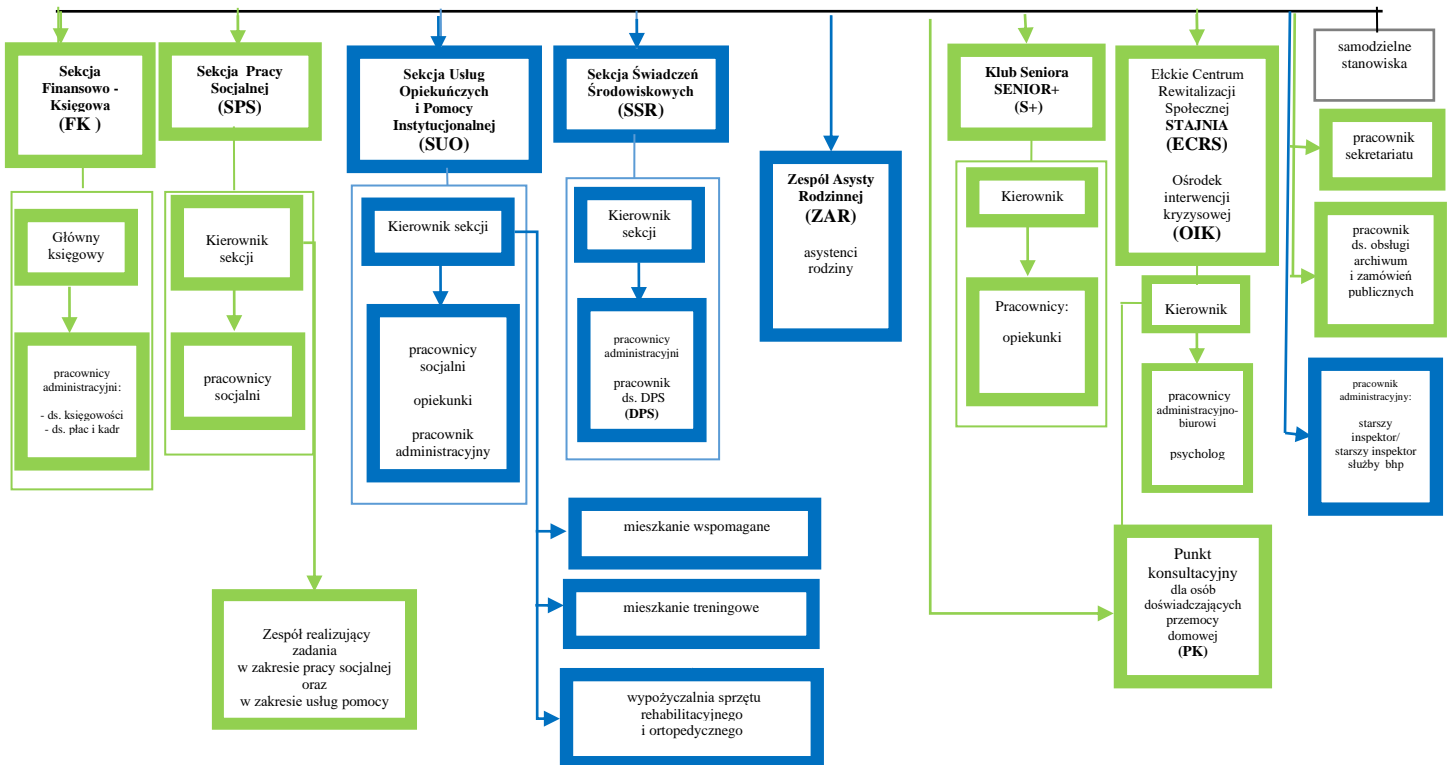 Sekcja
Finansowo -
Księgowa
(FK )
Główny
księgowy
pracownicy
administracyjni:
- ds. księgowości
- ds. płac i kadr
Sekcja Pracy
Socjalnej
(SPS)
Kierownik
sekcji
pracownicy
socjalni
Zespół realizujący
zadania
w zakresie pracy socjalnej
oraz
w zakresie usług pomocy
Sekcja Usług
Opiekuńczych
i Pomocy
Instytucjonalnej
(SUO)
Kierownik sekcji
pracownicy
socjalni
opiekunki
pracownik
administracyjny
Sekcja Świadczeń
Środowiskowych
(SSR)
Kierownik
sekcji
pracownicy
administracyjni
pracownik
ds. DPS
(DPS)
mieszkanie wspomagane
mieszkanie treningowe
wypożyczalnia sprzętu
rehabilitacyjnego
i ortopedycznego
Zespół Asysty
Rodzinnej
(ZAR)
asystenci
rodziny
Klub Seniora
SENIOR+
(S+)
Kierownik
Pracownicy:
opiekunki
Ełckie Centrum
Rewitalizacji
Społecznej
STAJNIA
(ECRS)
Ośrodek
interwencji
kryzysowej
(OIK)
Kierownik
pracownicy
administracyjno-
biurowi
psycholog
Punkt
konsultacyjny
dla osób
doświadczających
przemocy
domowej
(PK)
samodzielne
stanowiska
pracownik
sekretariatu
pracownik
ds. obsługi
archiwum
i zamówień
publicznych
pracownik
administracyjny:
starszy
inspektor/
starszy inspektor
służby bhp